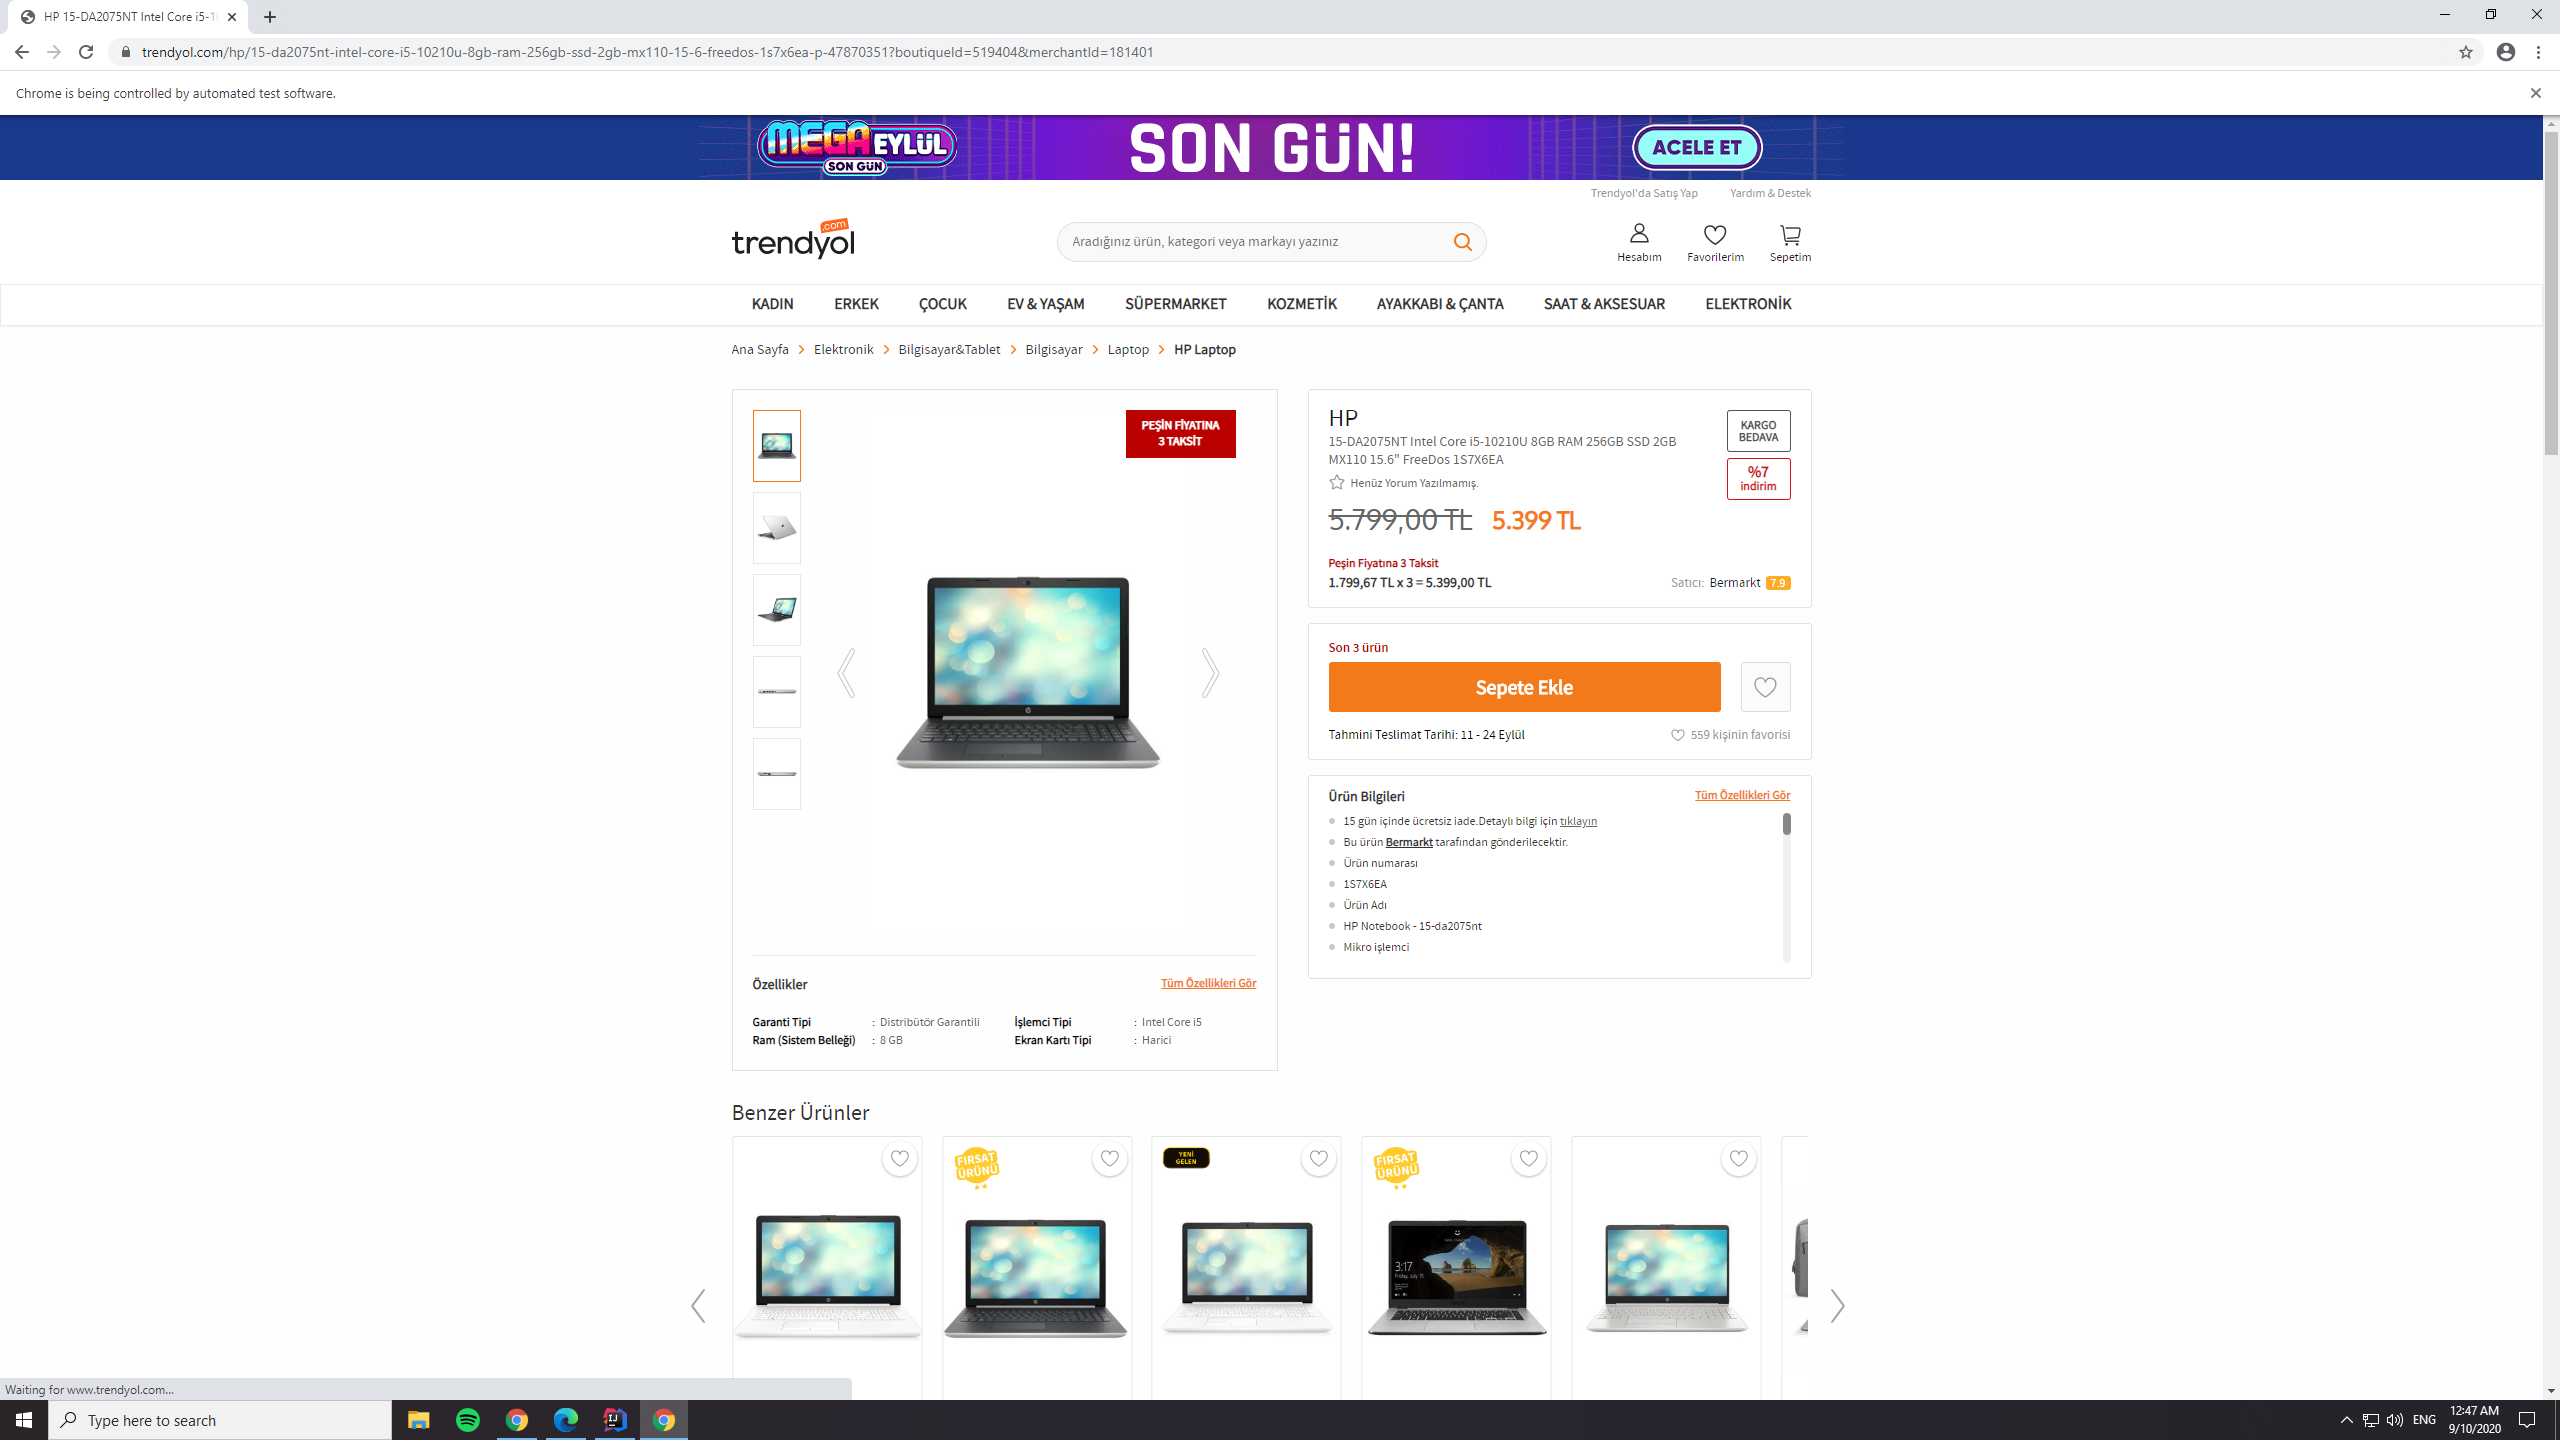 HP 15-DA2075NT Intel Core i5-10
trendyol.com/hp/15-da2075nt-intel-core-i5-10210u-8gb-ram-256gb-ssd-2gb-mx110-15-6-freedos-1s7x6ea-p-47870351?boutiqueId=519404&merchantId=181401
Chrome is being controlled by automated test software.
MEGA EYLÜL
SON GÜN
SON GÜN!
ACELE ET
Trendyol'da Satış Yap
Yardım & Destek
trendyol
.com
Aradığınız ürün, kategori veya markayı yazınız
Hesabım
Favorilerim
Sepetim
KADIN ERKEK ÇOCUK EV & YAŞAM SÜPERMARKET KOZMETİK AYAKKABI & ÇANTA SAAT & AKSESUAR ELEKTRONİK
Ana Sayfa > Elektronik > Bilgisayar&Tablet > Bilgisayar > Laptop > HP Laptop
PEŞİN FİYATINA
3 TAKSİT
HP
15-DA2075NT Intel Core i5-10210U 8GB RAM 256GB SSD 2GB
MX110 15.6" FreeDos 1S7X6EA
Henüz Yorum Yazılmamış.
KARGO
BEDAVA
%7
indirim
5.799,00 TL 5.399 TL
Peşin Fiyatına 3 Taksit
1.799,67 TL x 3 = 5.399,00 TL
Satıcı: Bermarkt 7.9
Son 3 ürün
Sepete Ekle
Tahmini Teslimat Tarihi: 11 - 24 Eylül
559 kişinin favorisi
Ürün Bilgileri
Tüm Özellikleri Gör
15 gün içinde ücretsiz iade.Detaylı bilgi için tıklayın
Bu ürün Bermarkt tarafından gönderilecektir.
Ürün numarası
1S7X6EA
Ürün Adı
HP Notebook - 15-da2075nt
Mikro işlemci
Özellikler
Tüm Özellikleri Gör
Garanti Tipi : Distribütör Garantili
İşlemci Tipi : Intel Core i5
Ram (Sistem Belleği) : 8 GB
Ekran Kartı Tipi : Harici
Benzer Ürünler
FIRSAT
ÜRÜNÜ
YENİ
GELEN
FIRSAT
ÜRÜNÜ
3:17
Friday, July 15
Waiting for www.trendyol.com...
Type here to search
ENG
12:47 AM
9/10/2020